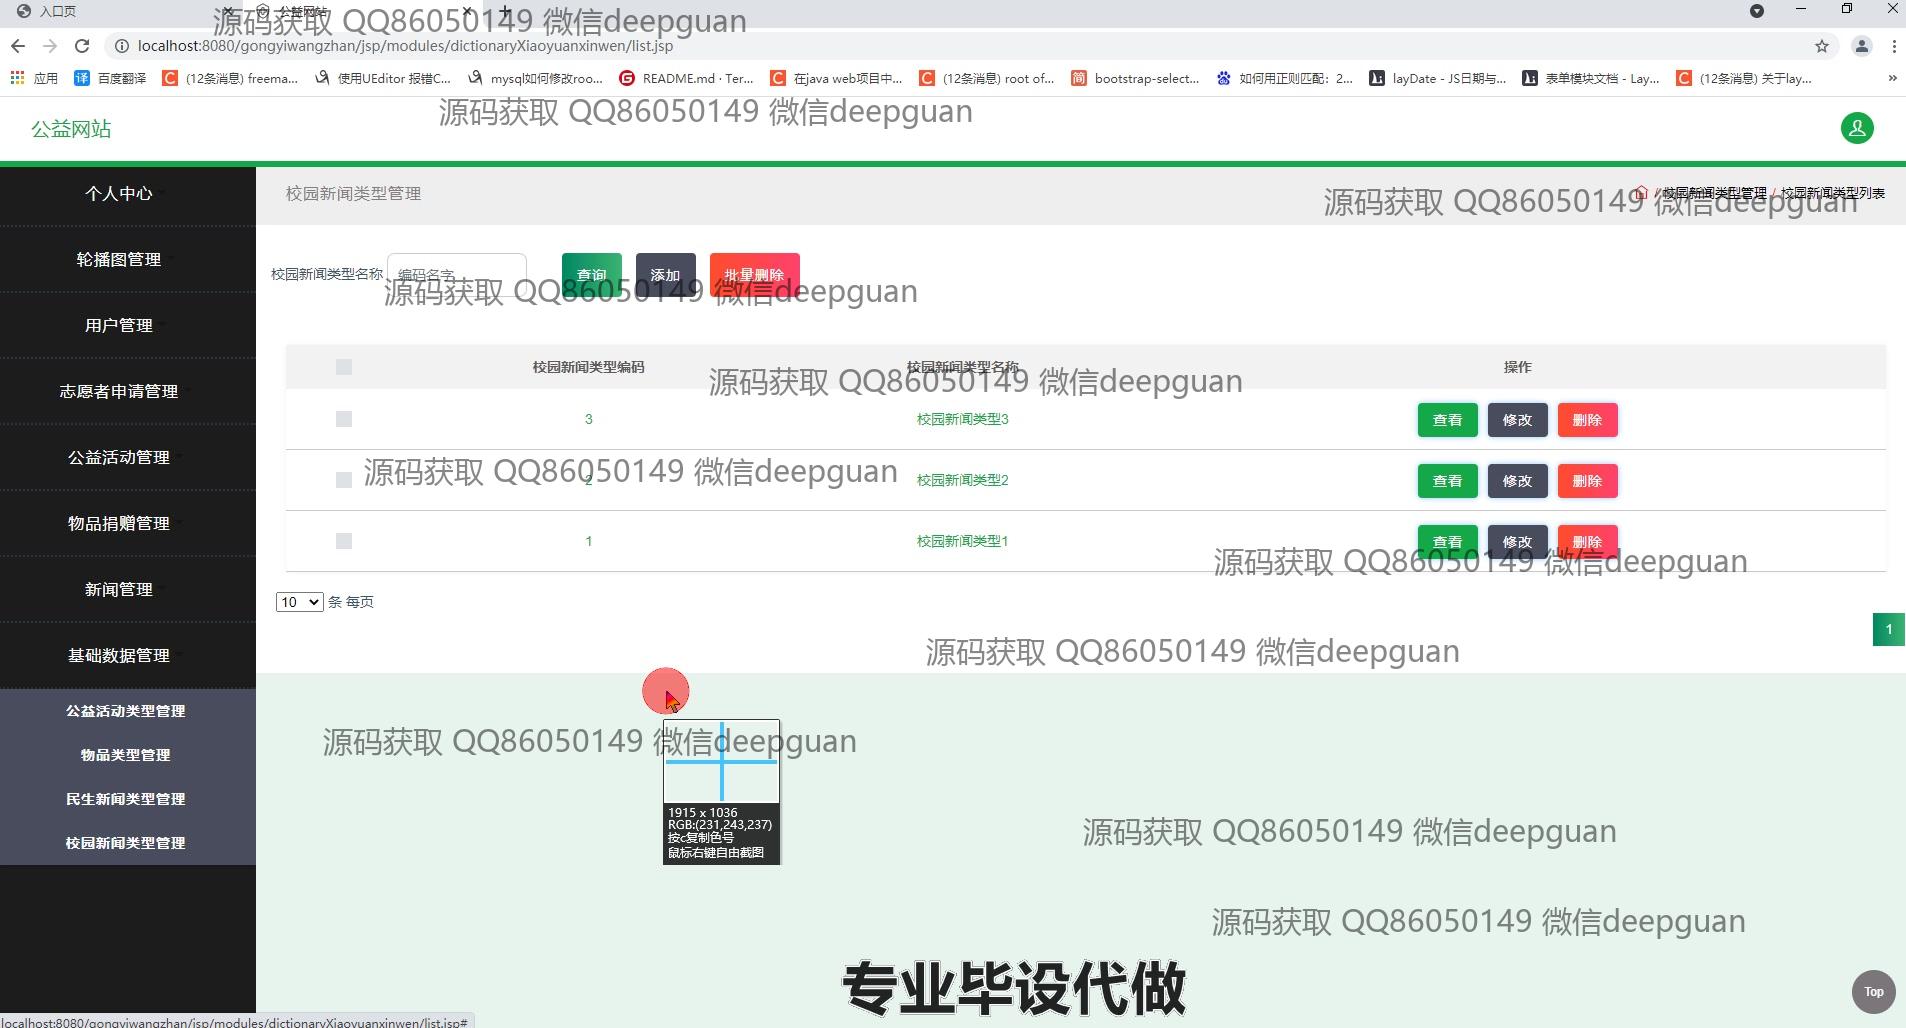 入口页
公益网站
源码获取 QQ86050149 微信deepguan
localhost:8080/gongyiwangzhan/jsp/modules/dictionaryXiaoyuanxinwen/list.jsp
应用 百度翻译 (12条消息) freema... 使用UEditor 报错C... mysql如何修改roo... README.md · Ter... 在java web项目中... (12条消息) root of... bootstrap-select... 如何用正则匹配：2... layDate - JS日期与... 表单模块文档 - Lay... (12条消息) 关于lay... »
源码获取 QQ86050149 微信deepguan
公益网站
个人中心
校园新闻类型管理
/ 校园新闻类型管理 / 校园新闻类型列表
源码获取 QQ86050149 微信deepguan
轮播图管理
校园新闻类型名称 编码名字 查询 添加 批量删除
源码获取 QQ86050149 微信deepguan
用户管理
校园新闻类型编码 校园新闻类型名称 操作
源码获取 QQ86050149 微信deepguan
志愿者申请管理
3 校园新闻类型3 查看 修改 删除
公益活动管理
源码获取 QQ86050149 微信deepguan
2 校园新闻类型2 查看 修改 删除
物品捐赠管理
1 校园新闻类型1 查看 修改 删除
源码获取 QQ86050149 微信deepguan
新闻管理
10 条 每页
1
基础数据管理
源码获取 QQ86050149 微信deepguan
公益活动类型管理
源码获取 QQ86050149 微信deepguan
物品类型管理
民生新闻类型管理
校园新闻类型管理
1915 x 1036
RGB:(231,243,237)
按c复制色号
鼠标右键自由截图
源码获取 QQ86050149 微信deepguan
源码获取 QQ86050149 微信deepguan
专业毕设代做
Top
localhost:8080/gongyiwangzhan/jsp/modules/dictionaryXiaoyuanxinwen/list.jsp#